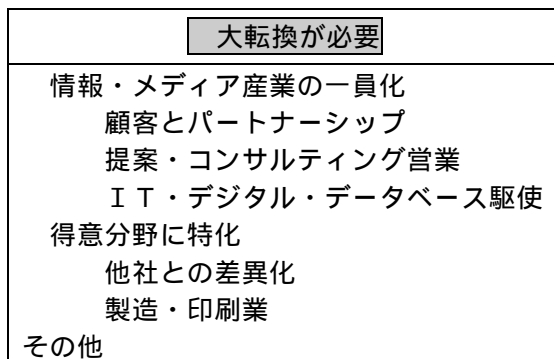 大転換が必要
情報・メディア産業の一員化
顧客とパートナーシップ
提案・コンサルティング営業
ＩＴ・デジタル・データベース駆使
得意分野に特化
他社との差異化
製造・印刷業
その他